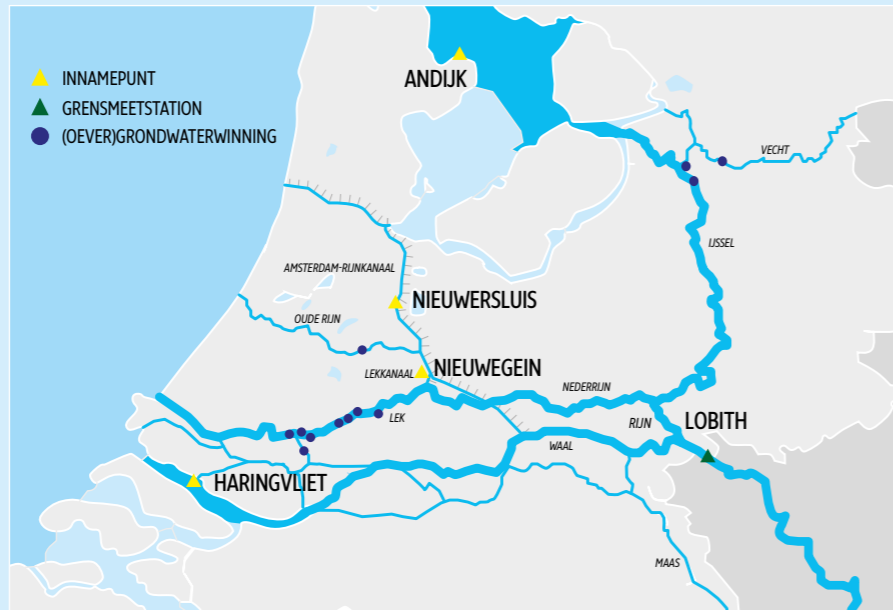 INNAMEPUNT
GRENSMEETSTATION
(OEVER)GRONDWATERWINNING
ANDIJK
VECHT
IJSSEL
AMSTERDAM-RIJNKANAAL
NIEUWERSLUIS
OUDE RIJN
LEKKANAAL
NIEUWEGEIN
NEDERRIJN
LEK
RIJN
LOBITH
WAAL
HARINGVLIET
MAAS